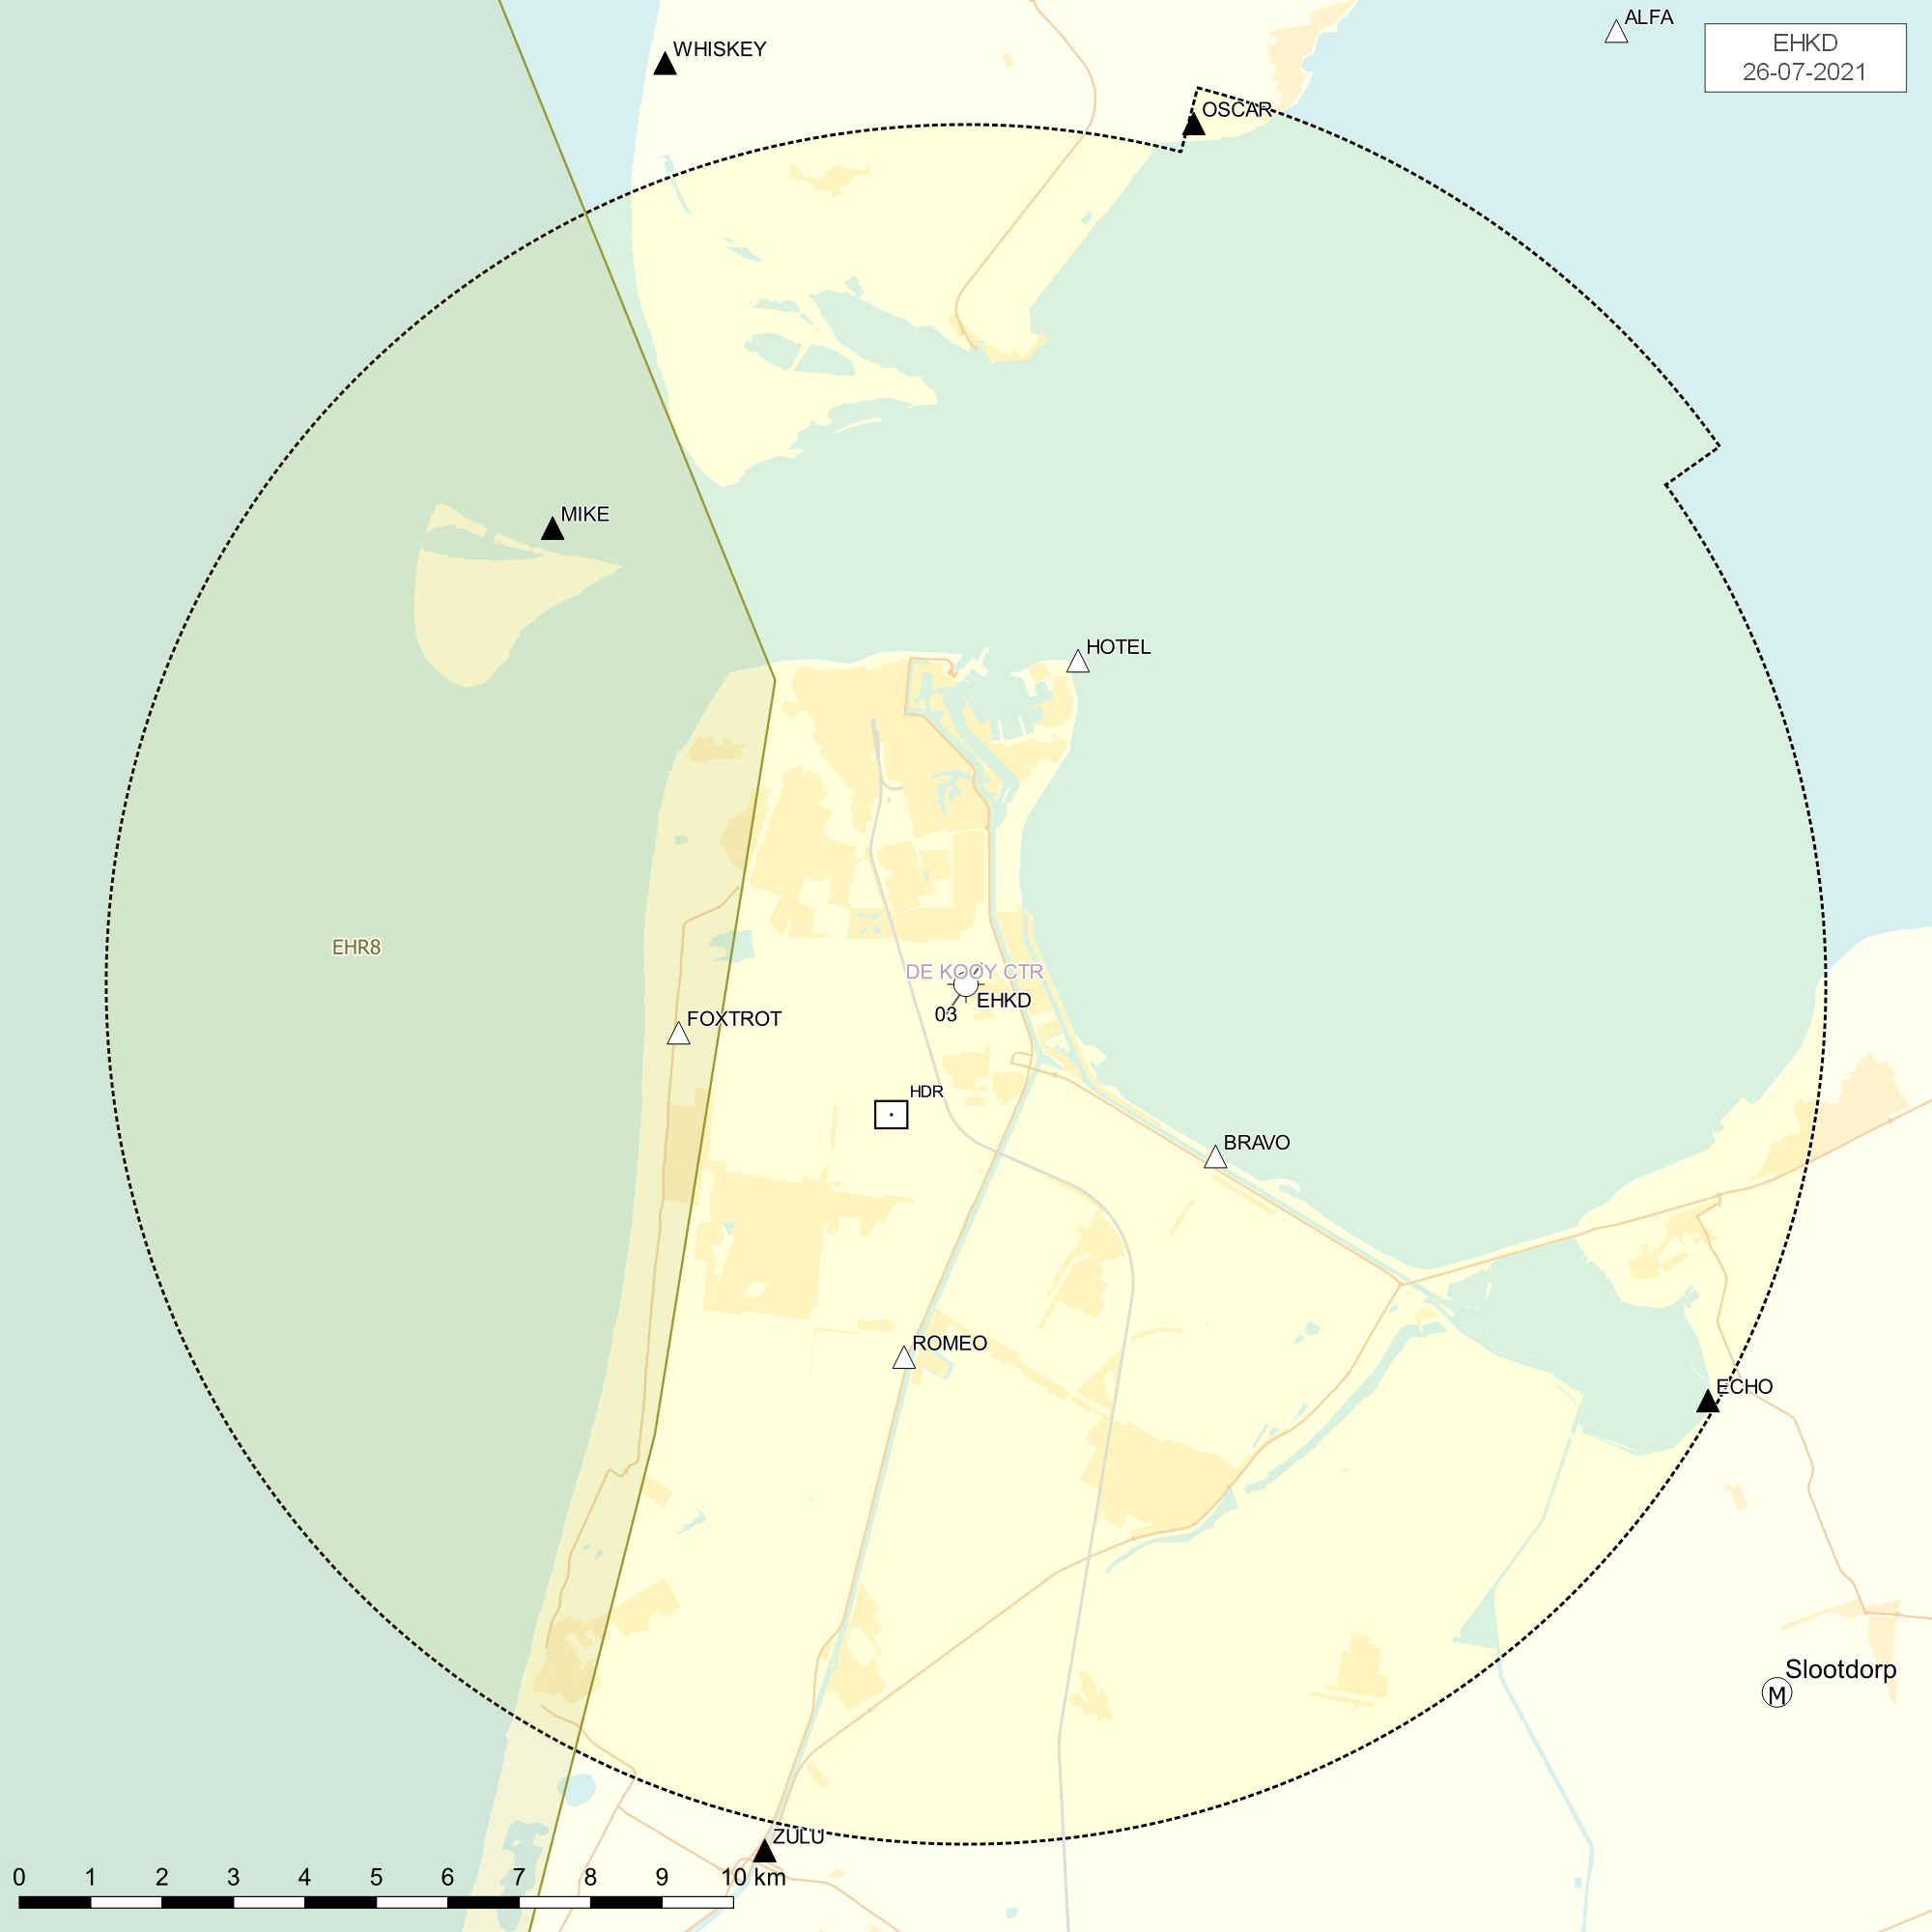 ALFA
EHKD
26-07-2021
WHISKEY
OSCAR
MIKE
HOTEL
EHR8
DE KOOY CTR
EHKD
03
FOXTROT
HDR
BRAVO
ROMEO
ECHO
Slootdorp
M
ZULU
0 1 2 3 4 5 6 7 8 9 10 km